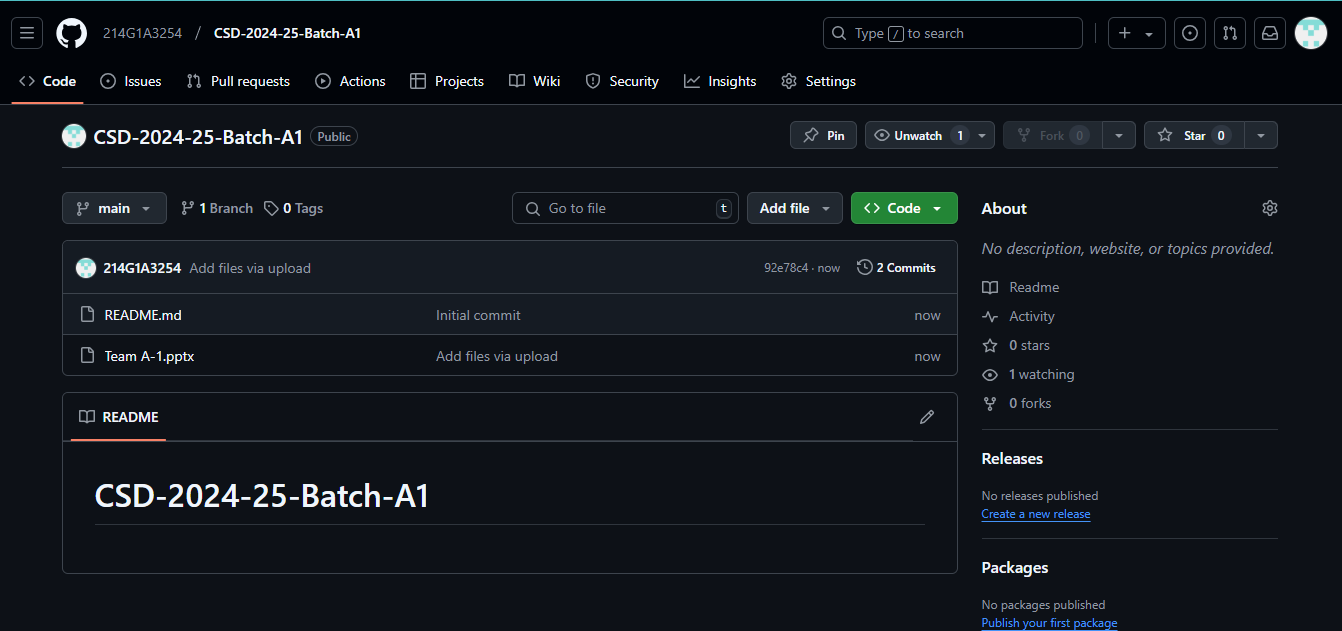 214G1A3254 / CSD-2024-25-Batch-A1
Type / to search
Code Issues Pull requests Actions Projects Wiki Security Insights Settings
CSD-2024-25-Batch-A1 Public
Pin Unwatch 1 Fork 0 Star 0
main 1 Branch 0 Tags Go to file t Add file Code
214G1A3254 Add files via upload 92e78c4 · now 2 Commits
README.md Initial commit now
Team A-1.pptx Add files via upload now
README
CSD-2024-25-Batch-A1
About
No description, website, or topics provided.
Readme
Activity
0 stars
1 watching
0 forks
Releases
No releases published
Create a new release
Packages
No packages published
Publish your first package